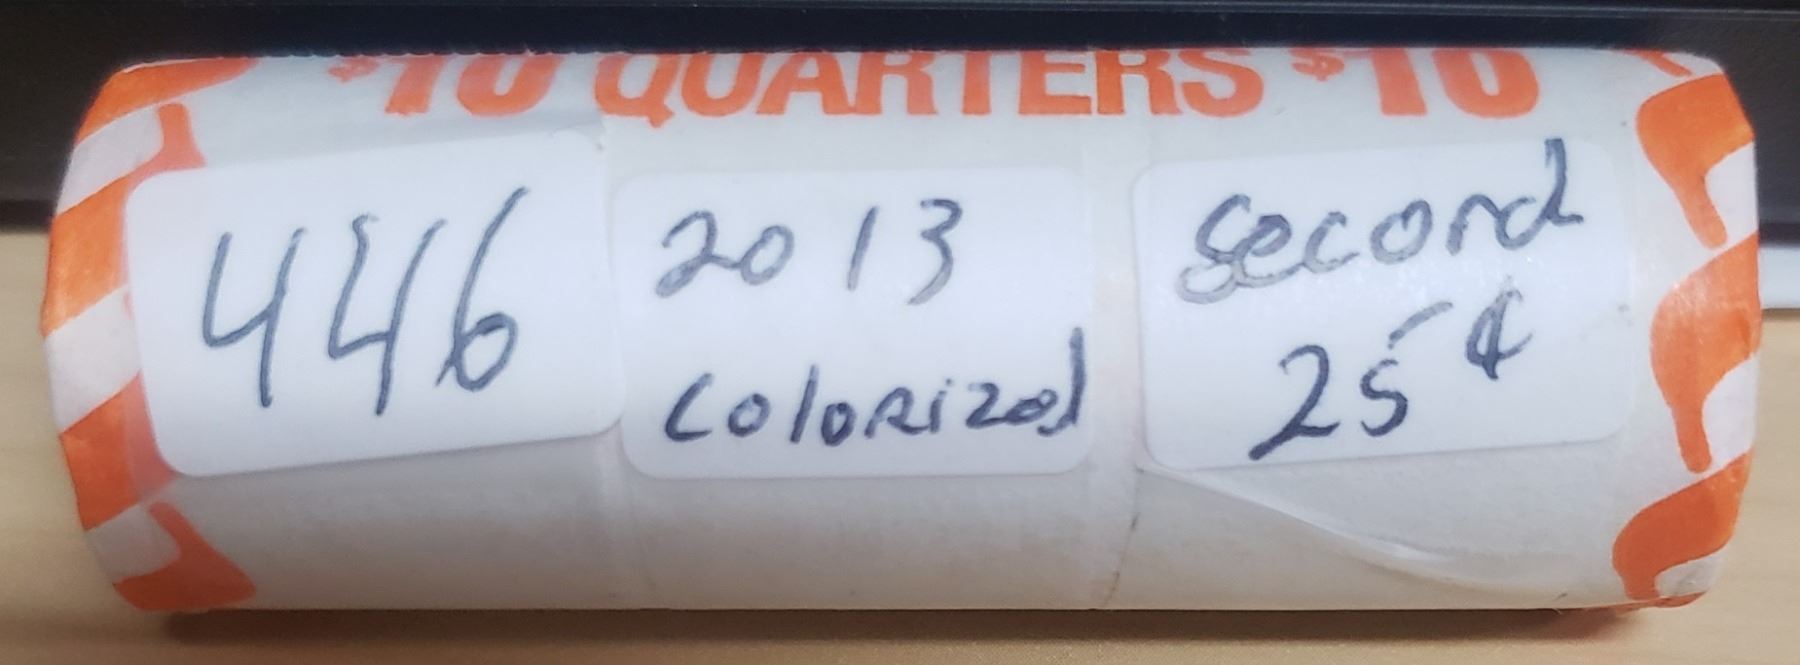 $10 QUARTERS $10
446
2013
colorized
second
25¢